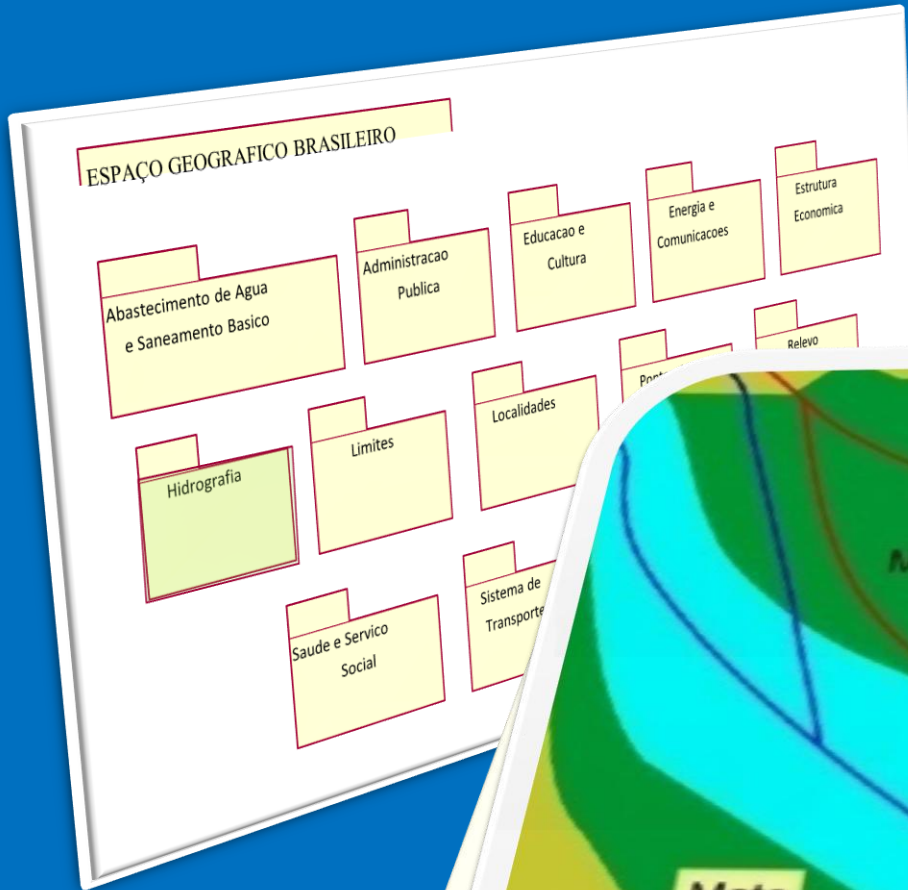 ESPAÇO GEOGRAFICO BRASILEIRO
Abastecimento de Agua
e Saneamento Basico
Administracao
Publica
Educacao e
Cultura
Energia e
Comunicacoes
Estrutura
Economica
Hidrografia
Limites
Localidades
Relevo
Saude e Servico
Social
Sistema de
Transporte